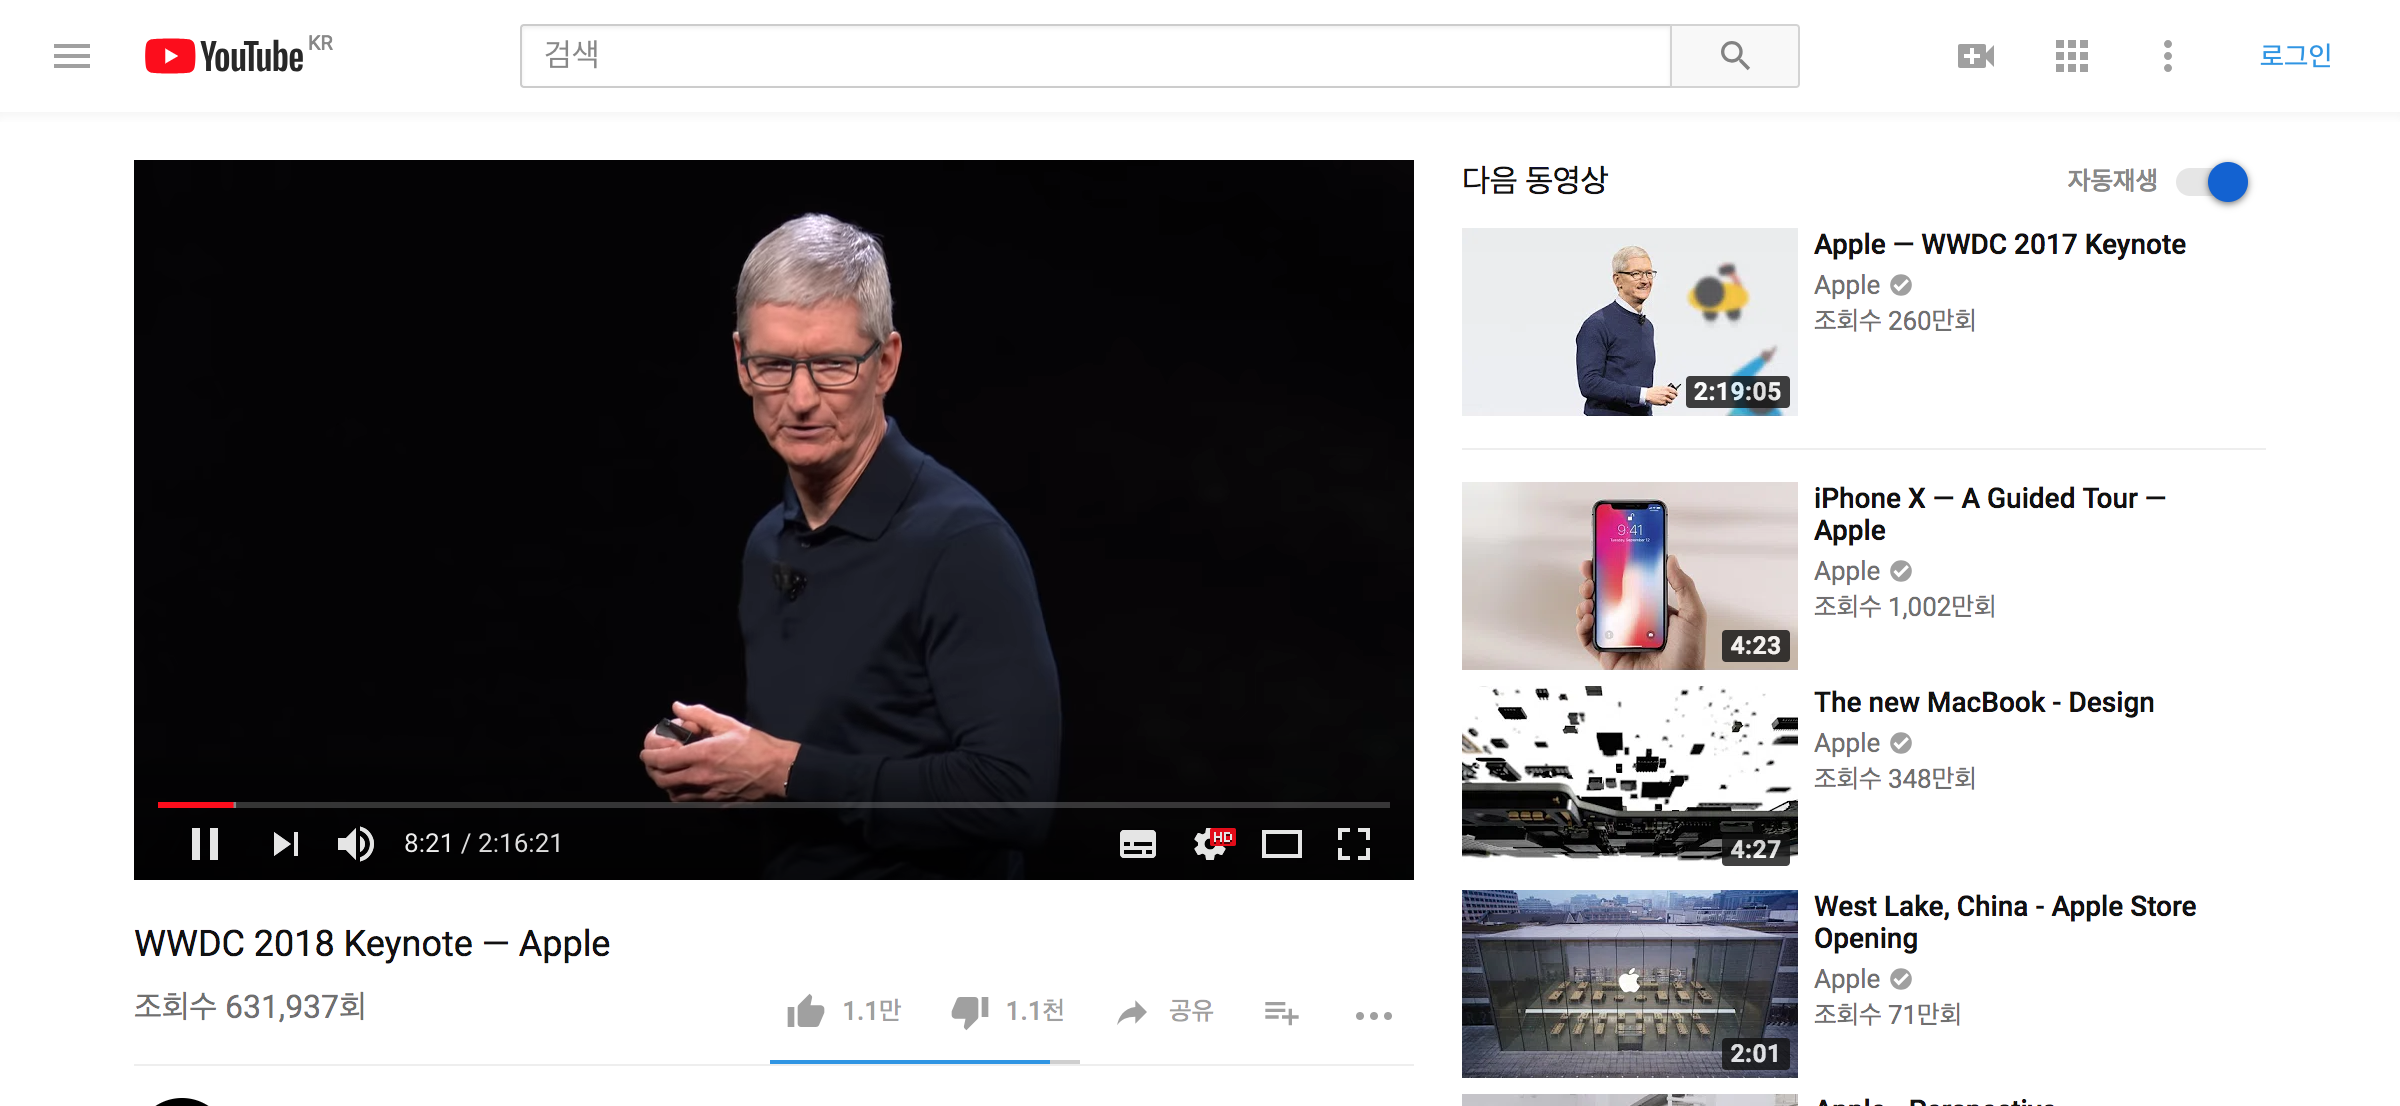 YouTube KR
검색
로그인
8:21 / 2:16:21
HD
WWDC 2018 Keynote — Apple
조회수 631,937회
1.1만
1.1천
공유
다음 동영상
자동재생
2:19:05
Apple — WWDC 2017 Keynote
Apple
조회수 260만회
9:41
4:23
iPhone X — A Guided Tour —
Apple
Apple
조회수 1,002만회
4:27
The new MacBook - Design
Apple
조회수 348만회
2:01
West Lake, China - Apple Store
Opening
Apple
조회수 71만회
Apple - Perspective